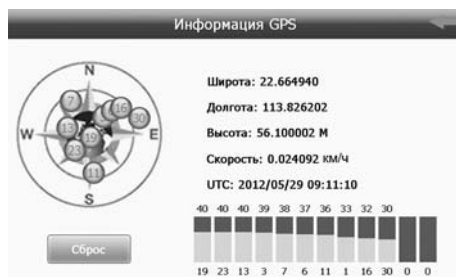 Информация GPS
N
W
E
S
7
16
30
13
19
23
11
Широта: 22.664940
Долгота: 113.826202
Высота: 56.100002 М
Скорость: 0.024092 км/ч
UTC: 2012/05/29 09:11:10
40 40 40 39 38 37 36 33 32 30
19 23 13 3 7 6 11 1 16 30 0 0
Сброс